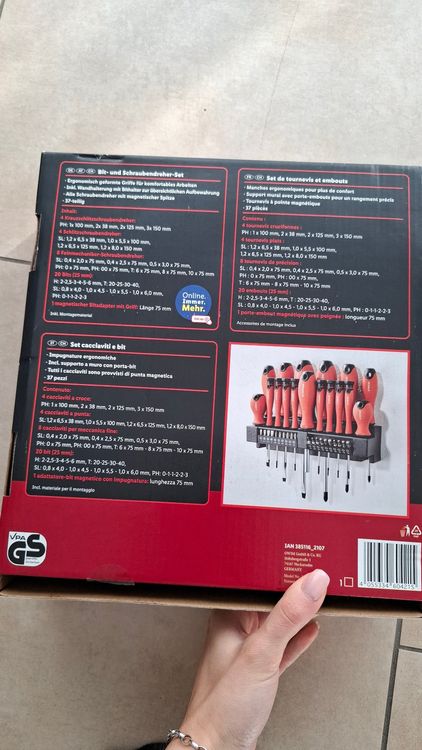 DE AT CH Bit- und Schraubendreher-Set
· Ergonomisch geformte Griffe für komfortables Arbeiten
· Inkl. Wandhalterung mit Bithalter zur übersichtlichen Aufbewahrung
· Alle Schraubendreher mit magnetischer Spitze
· 37-teilig
Inhalt:
4 Kreuzschlitzschraubendreher:
PH: 1x 100 mm, 2x 38 mm, 2x 125 mm, 3x 150 mm
4 Schlitzschraubendreher:
SL: 1,2 x 6,5 x 38 mm, 1,0 x 5,5 x 100 mm,
1,2 x 6,5 x 125 mm, 1,2 x 8,0 x 150 mm
8 Feinmechaniker-Schraubendreher:
SL: 0,4 x 2,0 x 75 mm, 0,4 x 2,5 x 75 mm, 0,5 x 3,0 x 75 mm,
PH: 0 x 75 mm, PH: 00 x 75 mm, T: 6 x 75 mm - 8 x 75 mm - 10 x 75 mm
20 Bits (25 mm):
H: 2-2,5-3-4-5-6 mm, T: 20-25-30-40,
SL: 0,8 x 4,0 - 1,0 x 4,5 - 1,0 x 5,5 - 1,0 x 6,0 mm,
PH: 0-1-1-2-2-3
1 magnetischer Bitadapter mit Griff: Länge 75 mm
Inkl. Montagematerial
Online.
Immer.
Mehr.
FR CH Set de tournevis et embouts
· Manches ergonomiques pour plus de confort
· Support mural avec porte-embouts pour un rangement précis
· Tournevis à pointe magnétique
· 37 pièces
Contenu :
4 tournevis cruciformes :
PH : 1 x 100 mm, 2 x 38 mm, 2 x 125 mm, 3 x 150 mm
4 tournevis plats :
SL : 1,2 x 6,5 x 38 mm, 1,0 x 5,5 x 100 mm,
1,2 x 6,5 x 125 mm, 1,2 x 8,0 x 150 mm
8 tournevis de précision :
SL : 0,4 x 2,0 x 75 mm, 0,4 x 2,5 x 75 mm, 0,5 x 3,0 x 75 mm,
PH : 0 x 75 mm, PH : 00 x 75 mm,
T : 6 x 75 mm - 8 x 75 mm - 10 x 75 mm
20 embouts (25 mm) :
H : 2-2,5-3-4-5-6 mm, T : 20-25-30-40,
SL : 0,8 x 4,0 - 1,0 x 4,5 - 1,0 x 5,5 - 1,0 x 6,0 mm, PH : 0-1-1-2-2-3
1 porte-embout magnétique avec poignée : longueur 75 mm
Accessoires de montage inclus
IT CH Set cacciaviti e bit
· Impugnature ergonomiche
· Incl. supporto a muro con porta-bit
· Tutti i cacciaviti sono provvisti di punta magnetica
· 37 pezzi
Contenuto:
4 cacciaviti a croce:
PH: 1 x 100 mm, 2 x 38 mm, 2 x 125 mm, 3 x 150 mm
4 cacciaviti a punta:
SL: 1,2 x 6,5 x 38 mm, 1,0 x 5,5 x 100 mm, 1,2 x 6,5 x 125 mm, 1,2 x 8,0 x 150 mm
8 cacciaviti per meccanica fine:
SL: 0,4 x 2,0 x 75 mm, 0,4 x 2,5 x 75 mm, 0,5 x 3,0 x 75 mm,
PH: 0 x 75 mm, PH: 00 x 75 mm, T: 6 x 75 mm - 8 x 75 mm - 10 x 75 mm
20 bit (25 mm):
H: 2-2,5-3-4-5-6 mm, T: 20-25-30-40,
SL: 0,8 x 4,0 - 1,0 x 4,5 - 1,0 x 5,5 - 1,0 x 6,0 mm, PH: 0-1-1-2-2-3
1 adattatore-bit magnetico con impugnatura: lunghezza 75 mm
Incl. materiale per il montaggio
VPA
GS
IAN 385116_2107
OWIM GmbH & Co. KG
Stiftsbergstraße 1
74167 Neckarsulm
GERMANY
Model
1
4 055334 604215